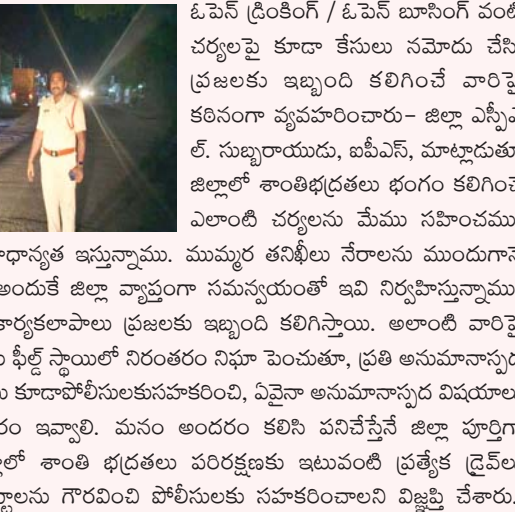 ఓపెన్ డ్రింకింగ్ / ఓపెన్ బూసింగ్ వంటి
చర్యలపై కూడా కేసులు నమోదు చేసి
ప్రజలకు ఇబ్బంది కలిగించే వారిపై
కఠినంగా వ్యవహరించారు- జిల్లా ఎస్పీఎ
ల్. సుబ్బరాయుడు, ఐపీఎస్, మాట్లాడుతూ
జిల్లాలో శాంతిభద్రతలు భంగం కలిగించే
ఎలాంటి చర్యలను మేము సహించము
ఇస్తున్నాము. ముమ్మర తనిఖీలు నేరాలను ముందుగానే
అందుకే జిల్లా వ్యాప్తంగా సమన్వయంతో ఇవి నిర్వహిస్తున్నాము
కార్యకలాపాలు ప్రజలకు ఇబ్బంది కలిగిస్తాయి. అలాంటి వారిపై
ఫీల్డ్ స్థాయిలో నిరంతరం నిఘా పెంచుతూ, ప్రతి అనుమానాస్పద
కూడాపోలీసులకుసహకరించి, ఏవైనా అనుమానాస్పద విషయాలు
ఇవ్వాలి. మనం అందరం కలిసి పనిచేస్తేనే జిల్లా పూర్తిగా
శాంతి భద్రతలు పరిరక్షణకు ఇటువంటి ప్రత్యేక డ్రైవ్‌లు
గౌరవించి పోలీసులకు సహకరించాలని విజ్ఞప్తి చేశారు.